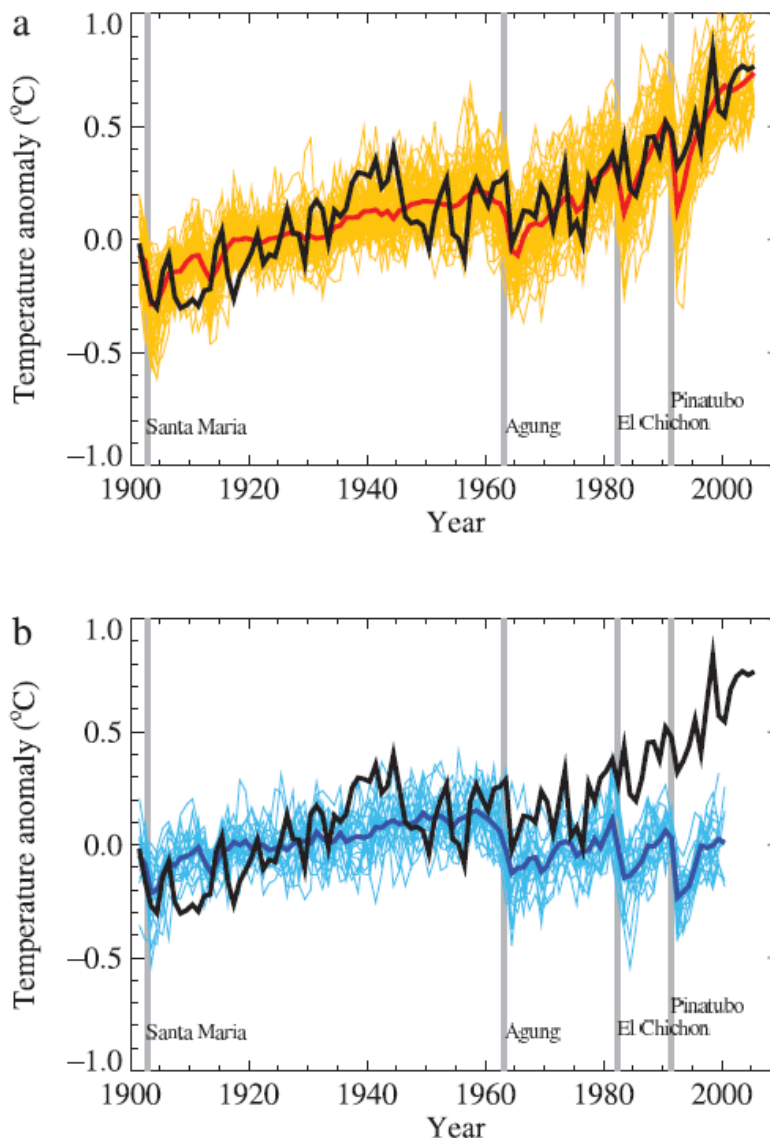 a
Temperature anomaly (°C)
1.0
0.5
0.0
−0.5
−1.0
Santa Maria
Agung
El Chichon
Pinatubo
1900 1920 1940 1960 1980 2000
Year
b
Temperature anomaly (°C)
1.0
0.5
0.0
−0.5
−1.0
Santa Maria
Agung
El Chichon
Pinatubo
1900 1920 1940 1960 1980 2000
Year